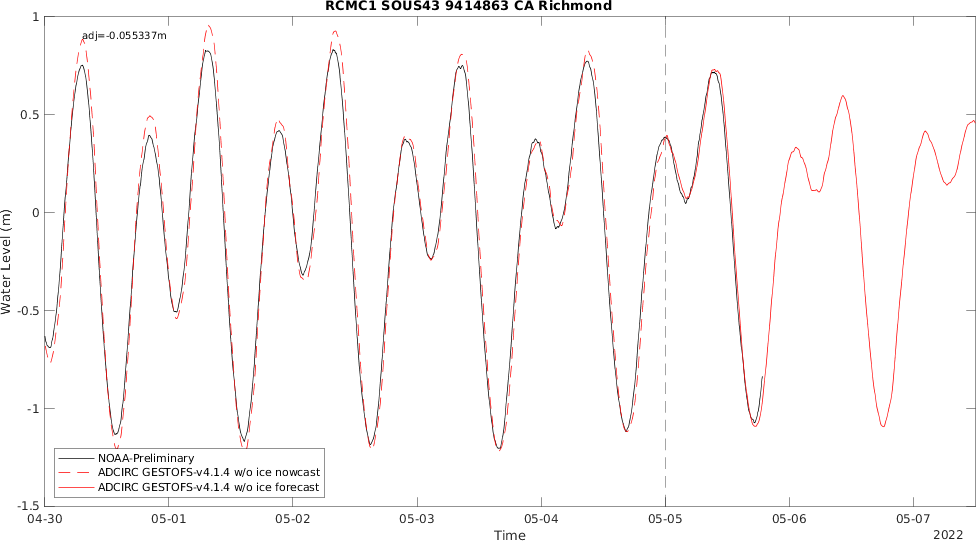 RCMC1 SOUS43 9414863 CA Richmond
adj=-0.055337m
1
0.5
0
-0.5
-1
-1.5
Water Level (m)
NOAA-Preliminary
ADCIRC GESTOFS-v4.1.4 w/o ice nowcast
ADCIRC GESTOFS-v4.1.4 w/o ice forecast
04-30 05-01 05-02 05-03 05-04 05-05 05-06 05-07
Time
2022